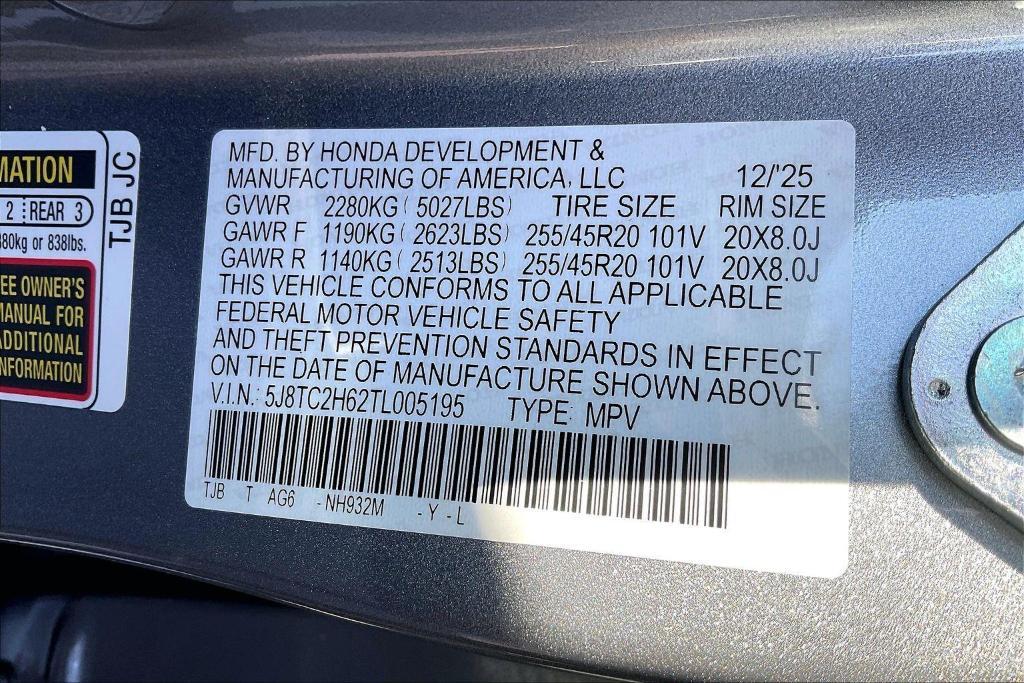 MATION
2 REAR 3
380kg or 838lbs.
EE OWNER'S
MANUAL FOR
ADDITIONAL
INFORMATION
TJB JC
MFD. BY HONDA DEVELOPMENT &
MANUFACTURING OF AMERICA, LLC 12/'25
GVWR 2280KG ( 5027LBS) TIRE SIZE RIM SIZE
GAWR F 1190KG ( 2623LBS) 255/45R20 101V 20X8.0J
GAWR R 1140KG ( 2513LBS) 255/45R20 101V 20X8.0J
THIS VEHICLE CONFORMS TO ALL APPLICABLE
FEDERAL MOTOR VEHICLE SAFETY
AND THEFT PREVENTION STANDARDS IN EFFECT
ON THE DATE OF MANUFACTURE SHOWN ABOVE.
V.I.N.: 5J8TC2H62TL005195 TYPE: MPV
TJB T AG6 -NH932M -Y-L